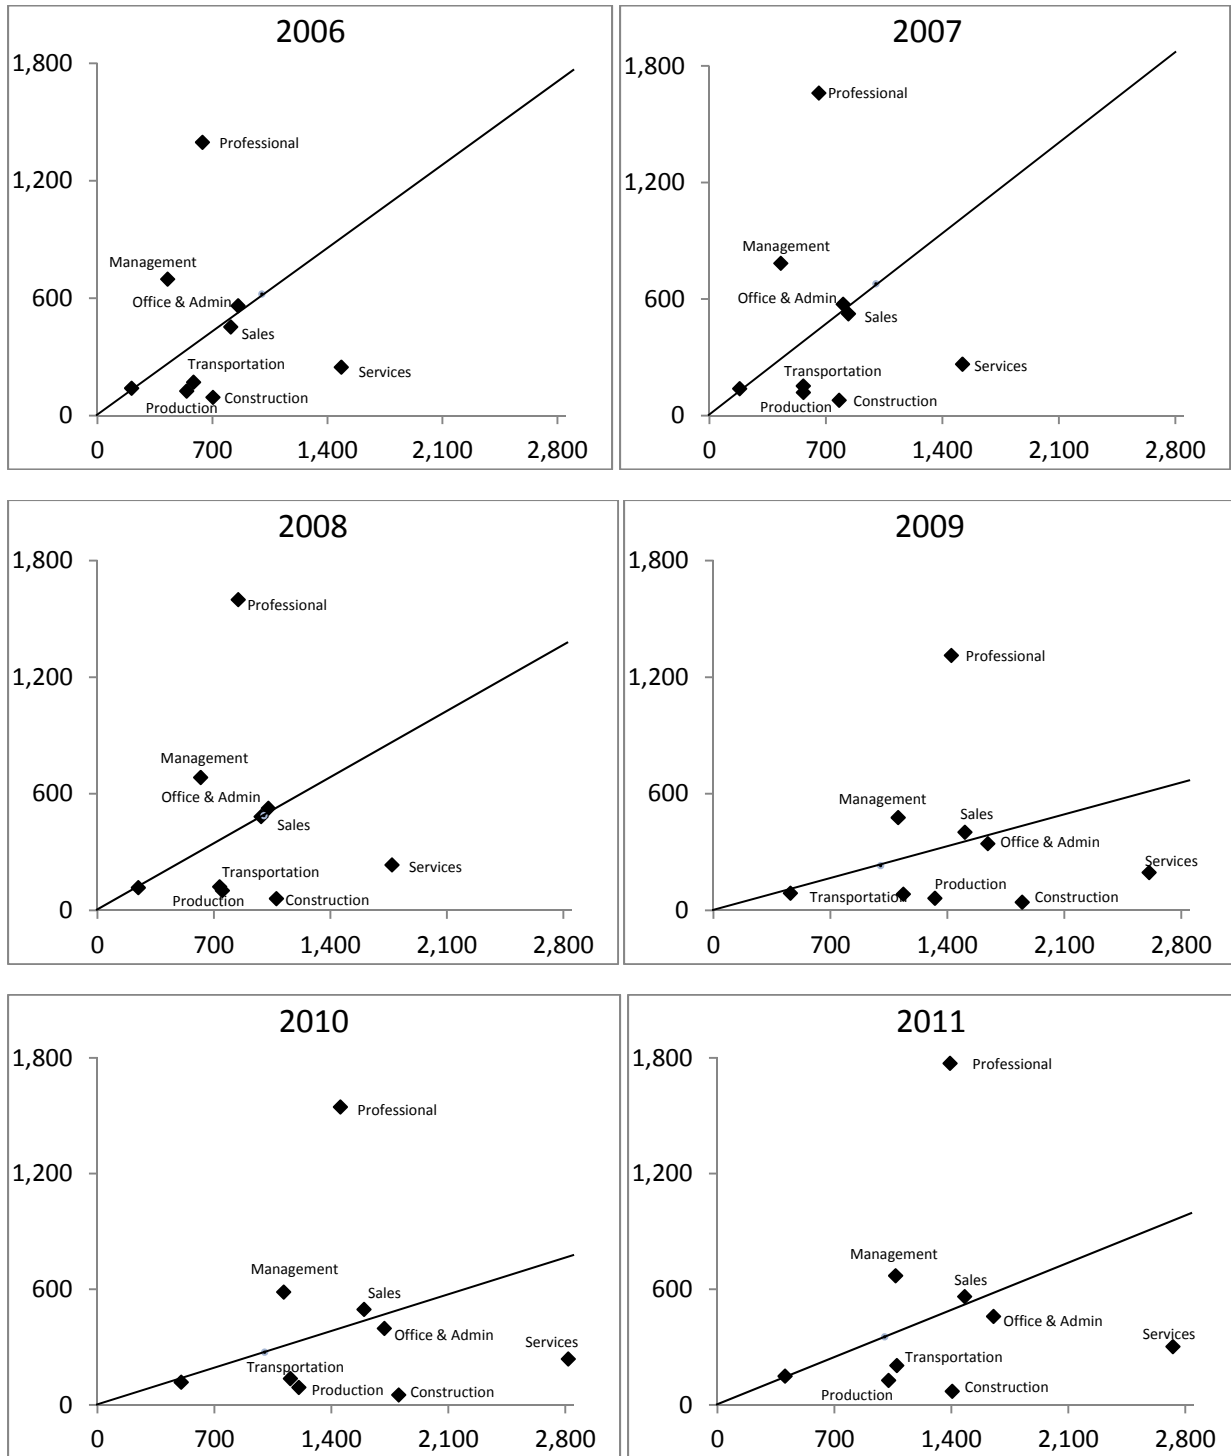 2006
1,800
1,200
600
0
0 700 1,400 2,100 2,800
Professional
Management
Office & Admin
Sales
Transportation
Services
Production
Construction
2007
1,800
1,200
600
0
0 700 1,400 2,100 2,800
Professional
Management
Office & Admin
Sales
Transportation
Services
Production
Construction
2008
1,800
1,200
600
0
0 700 1,400 2,100 2,800
Professional
Management
Office & Admin
Sales
Transportation
Services
Production
Construction
2009
1,800
1,200
600
0
0 700 1,400 2,100 2,800
Professional
Management
Sales
Office & Admin
Services
Production
Transportation
Construction
2010
1,800
1,200
600
0
0 700 1,400 2,100 2,800
Professional
Management
Sales
Office & Admin
Services
Transportation
Production
Construction
2011
1,800
1,200
600
0
0 700 1,400 2,100 2,800
Professional
Management
Sales
Office & Admin
Services
Transportation
Production
Construction